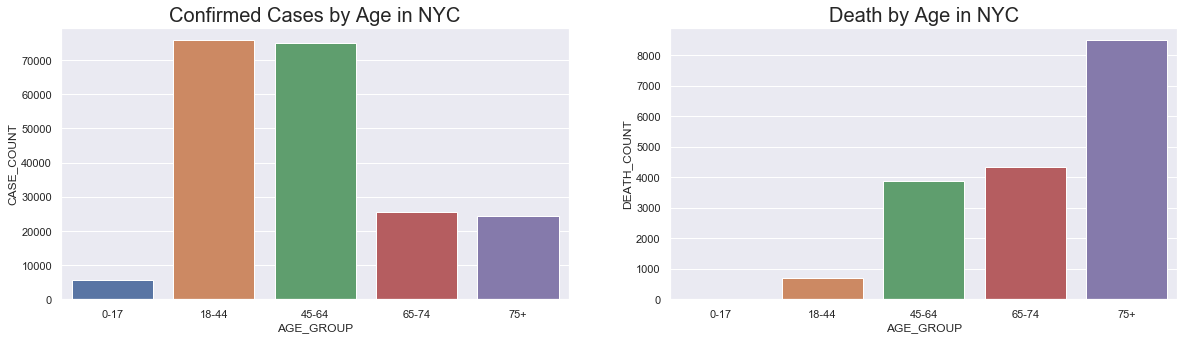 Confirmed Cases by Age in NYC
CASE_COUNT
70000
60000
50000
40000
30000
20000
10000
0
0-17 18-44 45-64 65-74 75+
AGE_GROUP
Death by Age in NYC
DEATH_COUNT
8000
7000
6000
5000
4000
3000
2000
1000
0
0-17 18-44 45-64 65-74 75+
AGE_GROUP